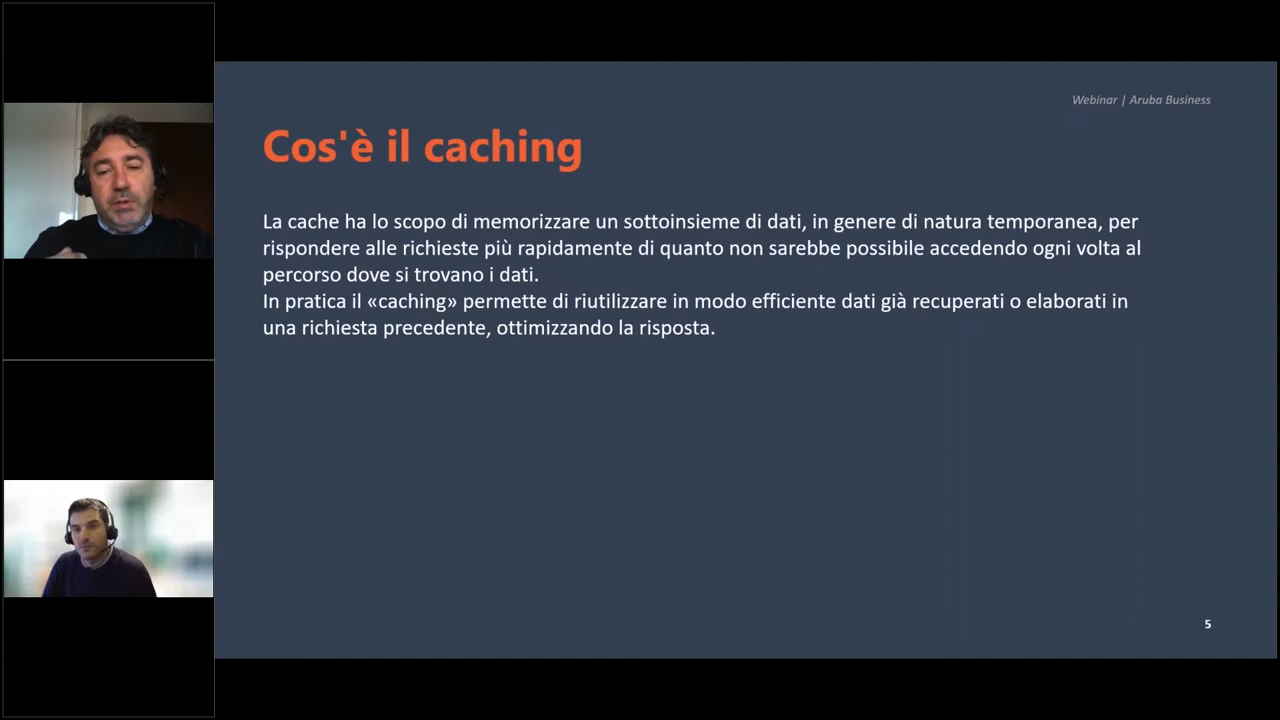 Webinar | Aruba Business
Cos'è il caching
La cache ha lo scopo di memorizzare un sottoinsieme di dati, in genere di natura temporanea, per
rispondere alle richieste più rapidamente di quanto non sarebbe possibile accedendo ogni volta al
percorso dove si trovano i dati.
In pratica il «caching» permette di riutilizzare in modo efficiente dati già recuperati o elaborati in
una richiesta precedente, ottimizzando la risposta.
5